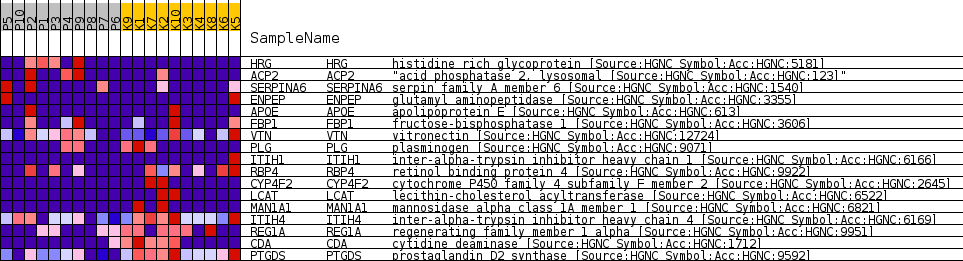 P5 P10 P2 P1 P3 P4 P9 P8 P7 P6 K9 K1 K7 K2 K10 K3 K4 K8 K6 K5
SampleName
HRG HRG histidine rich glycoprotein [Source:HGNC Symbol;Acc:HGNC:5181]
ACP2 ACP2 "acid phosphatase 2, lysosomal [Source:HGNC Symbol;Acc:HGNC:123]"
SERPINA6 SERPINA6 serpin family A member 6 [Source:HGNC Symbol;Acc:HGNC:1540]
ENPEP ENPEP glutamyl aminopeptidase [Source:HGNC Symbol;Acc:HGNC:3355]
APOE APOE apolipoprotein E [Source:HGNC Symbol;Acc:HGNC:613]
FBP1 FBP1 fructose-bisphosphatase 1 [Source:HGNC Symbol;Acc:HGNC:3606]
VTN VTN vitronectin [Source:HGNC Symbol;Acc:HGNC:12724]
PLG PLG plasminogen [Source:HGNC Symbol;Acc:HGNC:9071]
ITIH1 ITIH1 inter-alpha-trypsin inhibitor heavy chain 1 [Source:HGNC Symbol;Acc:HGNC:6166]
RBP4 RBP4 retinol binding protein 4 [Source:HGNC Symbol;Acc:HGNC:9922]
CYP4F2 CYP4F2 cytochrome P450 family 4 subfamily F member 2 [Source:HGNC Symbol;Acc:HGNC:2645]
LCAT LCAT lecithin-cholesterol acyltransferase [Source:HGNC Symbol;Acc:HGNC:6522]
MAN1A1 MAN1A1 mannosidase alpha class 1A member 1 [Source:HGNC Symbol;Acc:HGNC:6821]
ITIH4 ITIH4 inter-alpha-trypsin inhibitor heavy chain 4 [Source:HGNC Symbol;Acc:HGNC:6169]
REG1A REG1A regenerating family member 1 alpha [Source:HGNC Symbol;Acc:HGNC:9951]
CDA CDA cytidine deaminase [Source:HGNC Symbol;Acc:HGNC:1712]
PTGDS PTGDS prostaglandin D2 synthase [Source:HGNC Symbol;Acc:HGNC:9592]